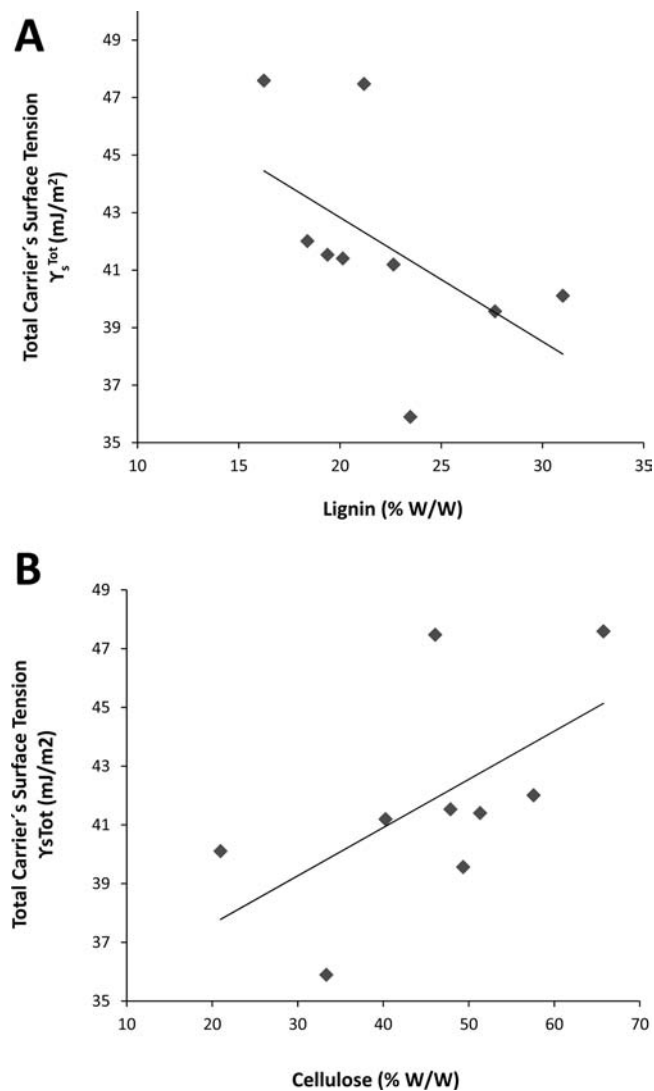 A
49
47
45
43
41
39
37
35
Total Carrier´s Surface Tension
ϒs Tot (mJ/m2)
10 15 20 25 30 35
Lignin (% W/W)
B
49
47
45
43
41
39
37
35
Total Carrier´s Surface Tension
ϒsTot (mJ/m2)
10 20 30 40 50 60 70
Cellulose (% W/W)